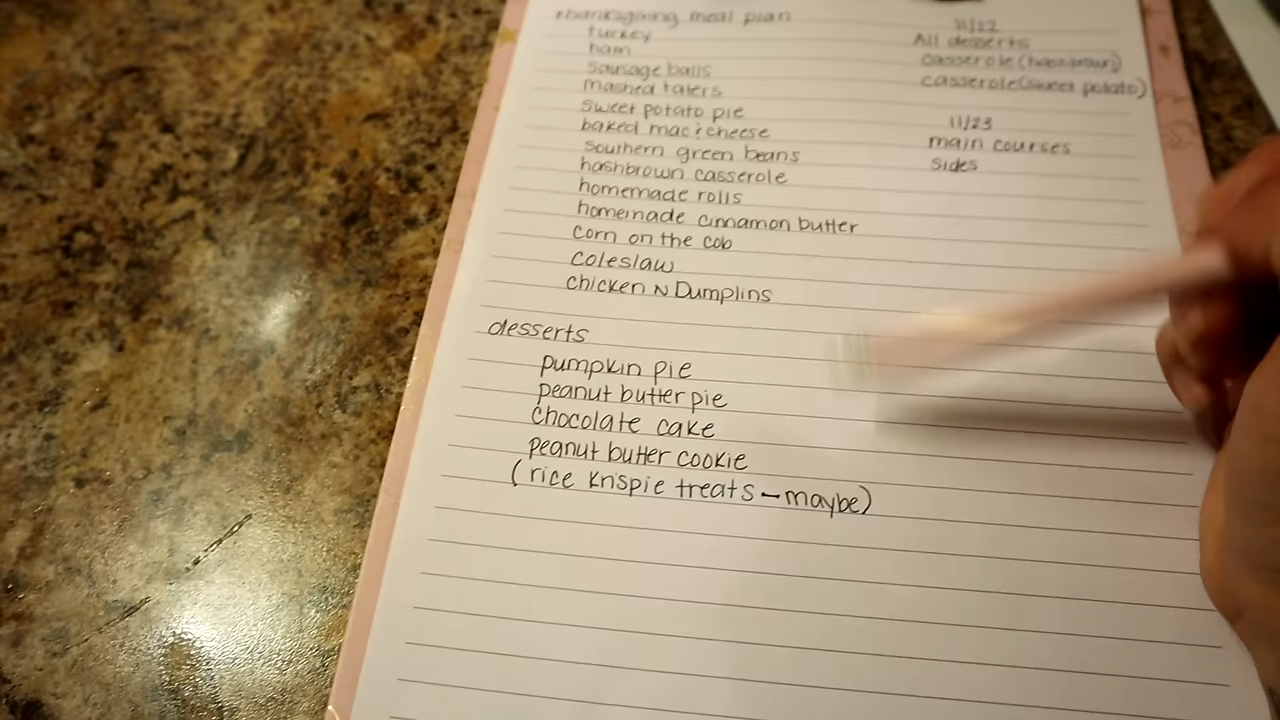 thanksgiving meal plan
turkey
ham
sausage balls
mashed taters
sweet potato pie
baked mac & cheese
southern green beans
hashbrown casserole
homemade rolls
homemade cinnamon butter
corn on the cob
coleslaw
chicken N Dumplins
desserts
pumpkin pie
peanut butter pie
chocolate cake
peanut butter cookie
(rice krispie treats - maybe)
11/22
All desserts
casserole (hashbrown)
casserole (sweet potato)
11/23
main courses
sides